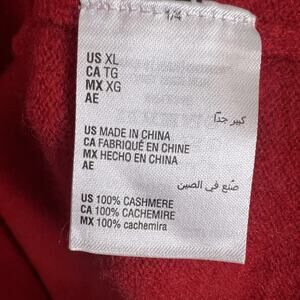 1/4
US XL
CA TG
MX XG
AE
كبير جداً
US MADE IN CHINA
CA FABRIQUÉ EN CHINE
MX HECHO EN CHINA
AE
صُنع في الصين
US 100% CASHMERE
CA 100% CACHEMIRE
MX 100% cachemira